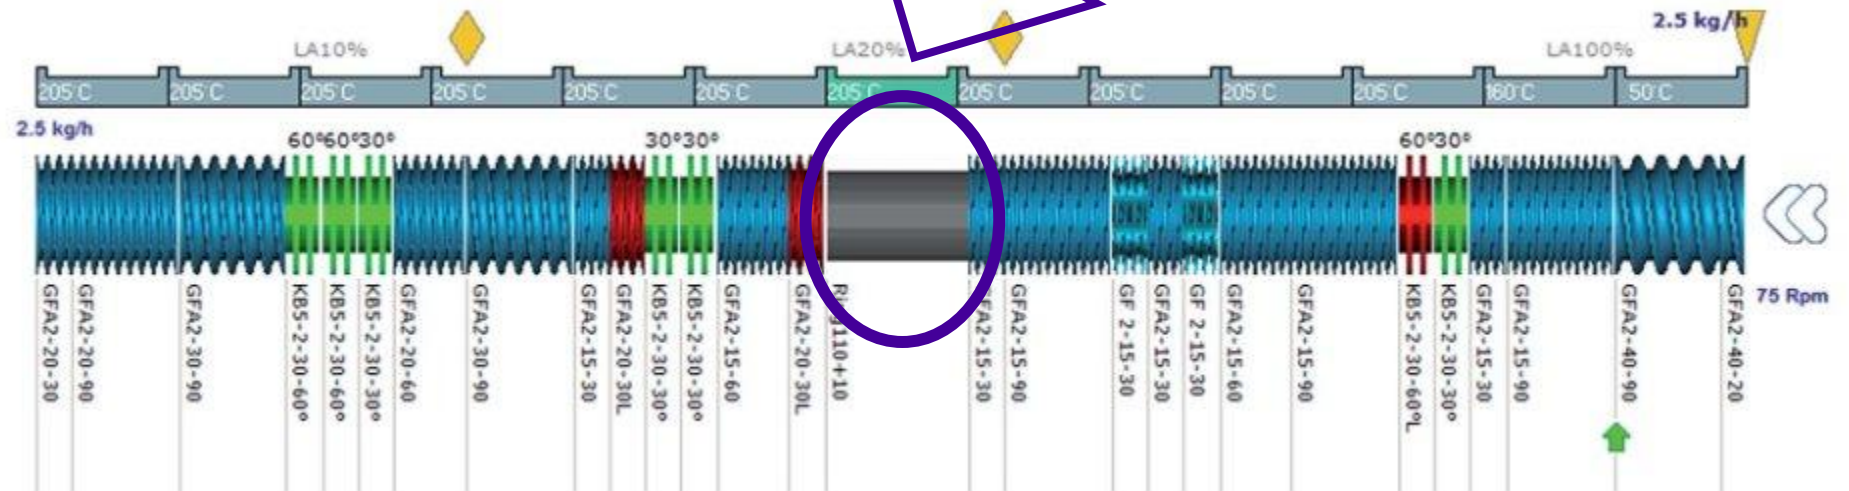 2.5 kg/h
LA10% LA20% LA100%
205°C 205°C 205°C 205°C 205°C 205°C 205°C 205°C 205°C 205°C 205°C 160°C 50°C
2.5 kg/h
60° 60° 30° 30° 30° 60° 30°
75 Rpm
GFA2-20-30
GFA2-20-90
GFA2-30-90
KB5-2-30-60°
KB5-2-30-60°
KB5-2-30-30°
GFA2-20-60
GFA2-30-90
GFA2-15-30
GFA2-20-30L
KB5-2-30-30°
KB5-2-30-30°
GFA2-15-60
GFA2-20-30L
GFA2-15-30
GFA2-15-90
GF 2-15-30
GFA2-15-30
GF 2-15-30
GFA2-15-60
GFA2-15-90
KB5-2-30-60°L
KB5-2-30-30°
GFA2-15-30
GFA2-15-90
GFA2-40-90
GFA2-40-20